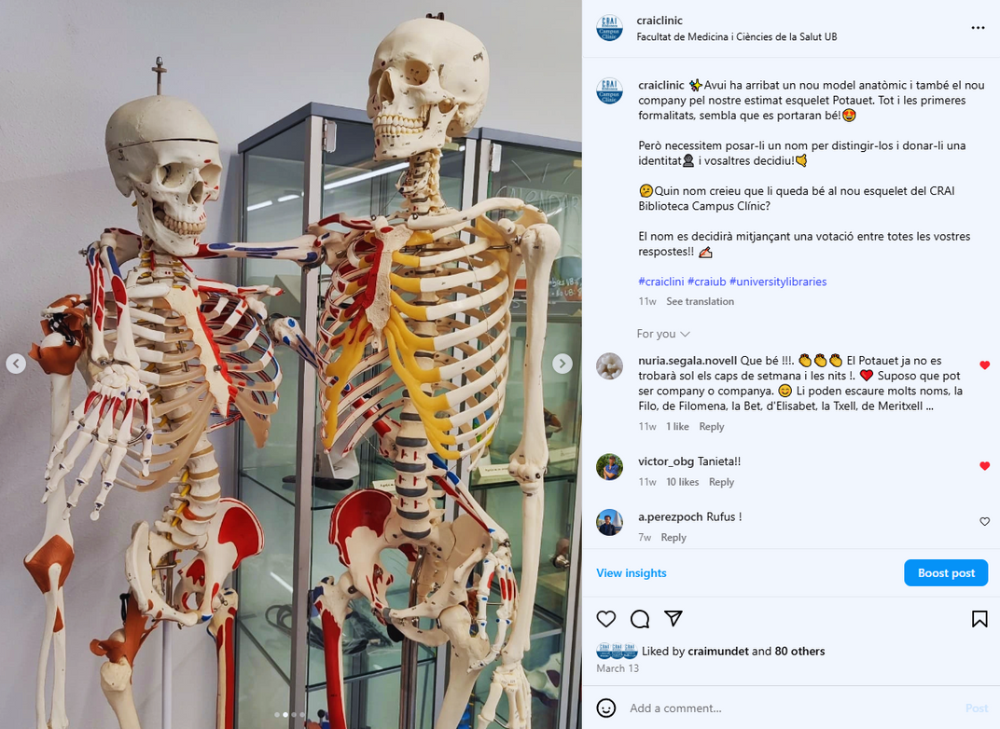 craiclinic
Facultat de Medicina i Ciències de la Salut UB
craiclinic ✨Avui ha arribat un nou model anatòmic i també el nou
company pel nostre estimat esquelet Potauet. Tot i les primeres
formalitats, sembla que es portaran bé!😍
Però necessitem posar-li un nom per distingir-los i donar-li una
identitat👤 i vosaltres decidiu!🤙
🫤Quin nom creieu que li queda bé al nou esquelet del CRAI
Biblioteca Campus Clínic?
El nom es decidirà mitjançant una votació entre totes les vostres
respostes!! ✍️
#craiclini #craiub #universitylibraries
11w See translation
For you
nuria.segala.novell Que bé !!!. 👏👏👏 El Potauet ja no es
trobarà sol els caps de setmana i les nits !. ❤️ Suposo que pot
ser company o companya. 😊 Li poden escaure molts noms, la
Filo, de Filomena, la Bet, d'Elisabet, la Txell, de Meritxell ...
11w 1 like Reply
victor_obg Tanieta!!
11w 10 likes Reply
a.perezpoch Rufus !
7w Reply
View insights
Boost post
Liked by craimundet and 80 others
March 13
Add a comment...
Post